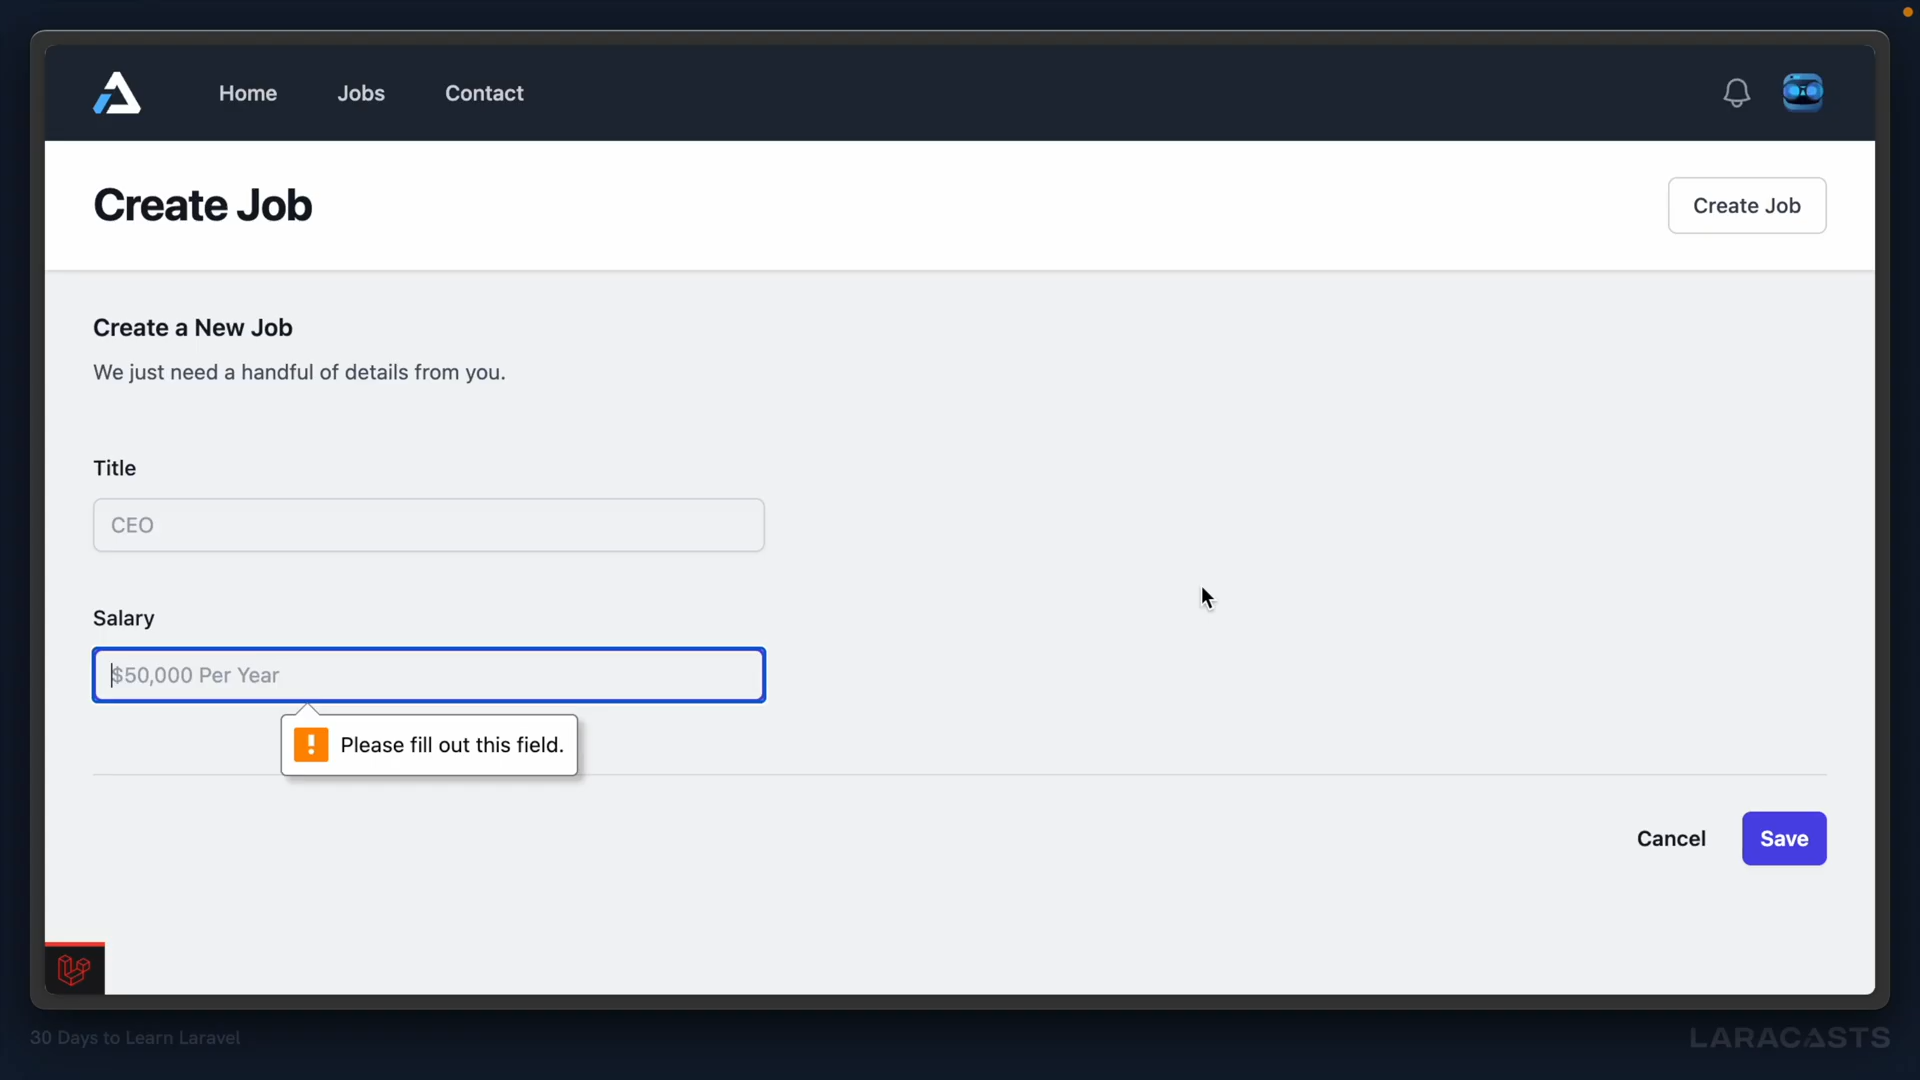 Home
Jobs
Contact
Create Job
Create Job
Create a New Job
We just need a handful of details from you.
Title
CEO
Salary
$50,000 Per Year
Please fill out this field.
Cancel
Save
30 Days to Learn Laravel
LARACASTS